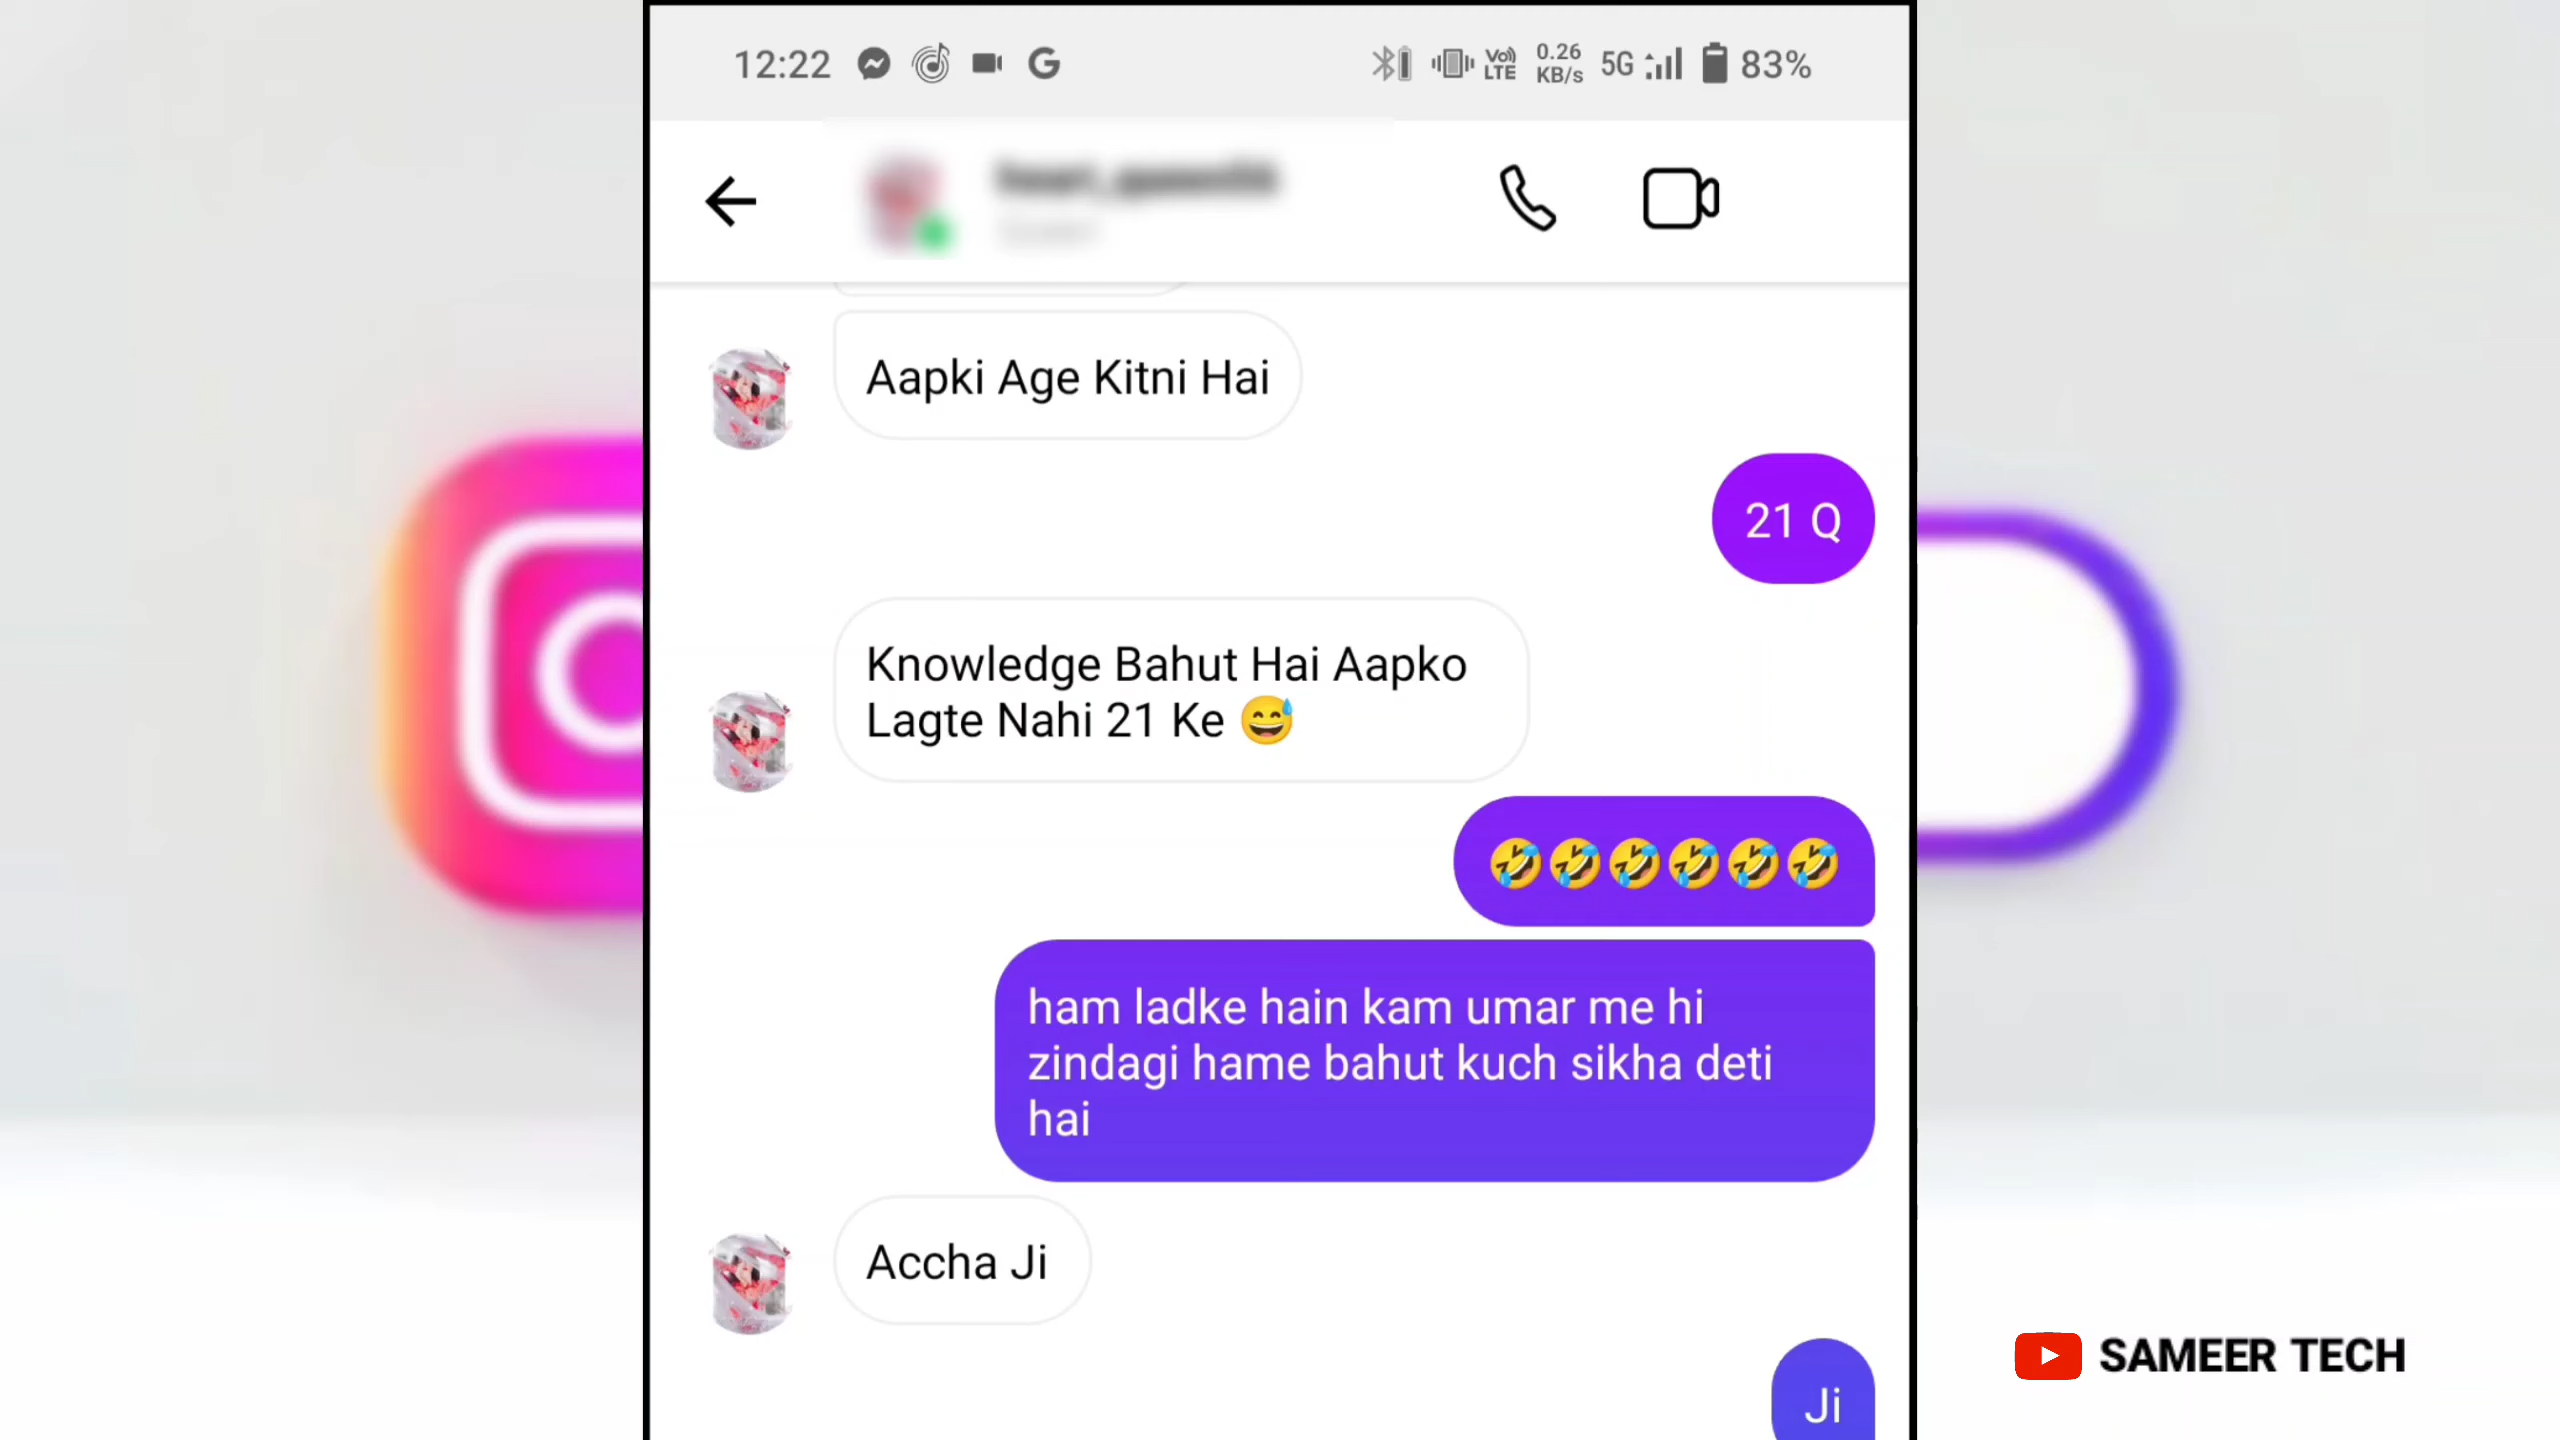 12:22
Vo)) LTE
0.26 KB/s
5G
83%
Aapki Age Kitni Hai
21 Q
Knowledge Bahut Hai Aapko
Lagte Nahi 21 Ke 😅
🤣🤣🤣🤣🤣🤣
ham ladke hain kam umar me hi
zindagi hame bahut kuch sikha deti
hai
Accha Ji
Ji
SAMEER TECH